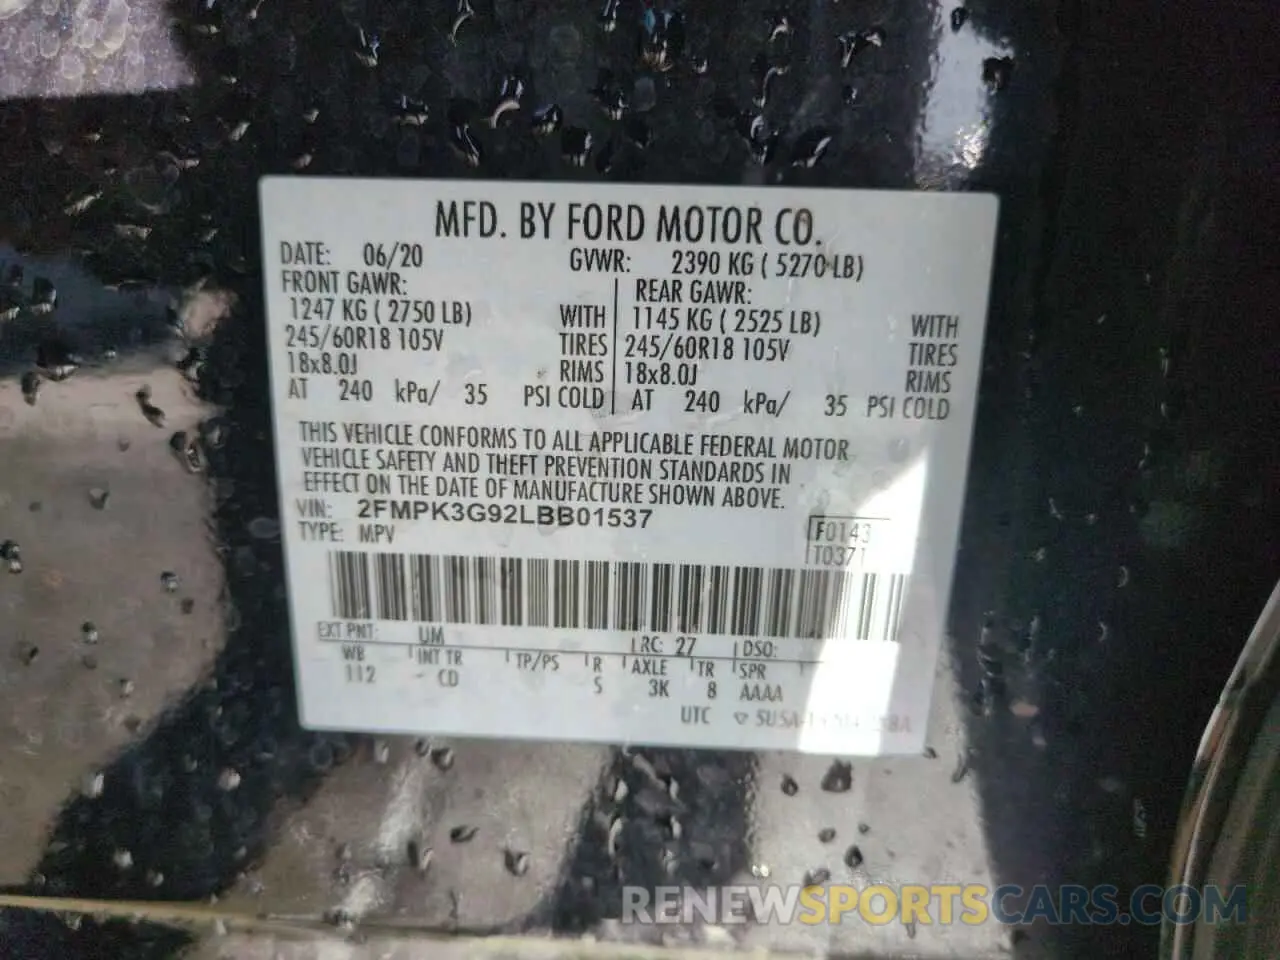 MFD. BY FORD MOTOR CO.
DATE: 06/20 GVWR: 2390 KG ( 5270 LB)
FRONT GAWR: REAR GAWR:
1247 KG ( 2750 LB) WITH 1145 KG ( 2525 LB) WITH
245/60R18 105V TIRES 245/60R18 105V TIRES
18x8.0J RIMS 18x8.0J RIMS
AT 240 kPa/ 35 PSI COLD AT 240 kPa/ 35 PSI COLD
THIS VEHICLE CONFORMS TO ALL APPLICABLE FEDERAL MOTOR
VEHICLE SAFETY AND THEFT PREVENTION STANDARDS IN
EFFECT ON THE DATE OF MANUFACTURE SHOWN ABOVE.
VIN: 2FMPK3G92LBB01537
TYPE: MPV
F0143
T0371
EXT PNT: UM RC: 27 DSO:
WB INT TR TP/PS R AXLE TR SPR
112 - CD S 3K 8 AAAA
UTC
RENEWSPORTSCARS.COM